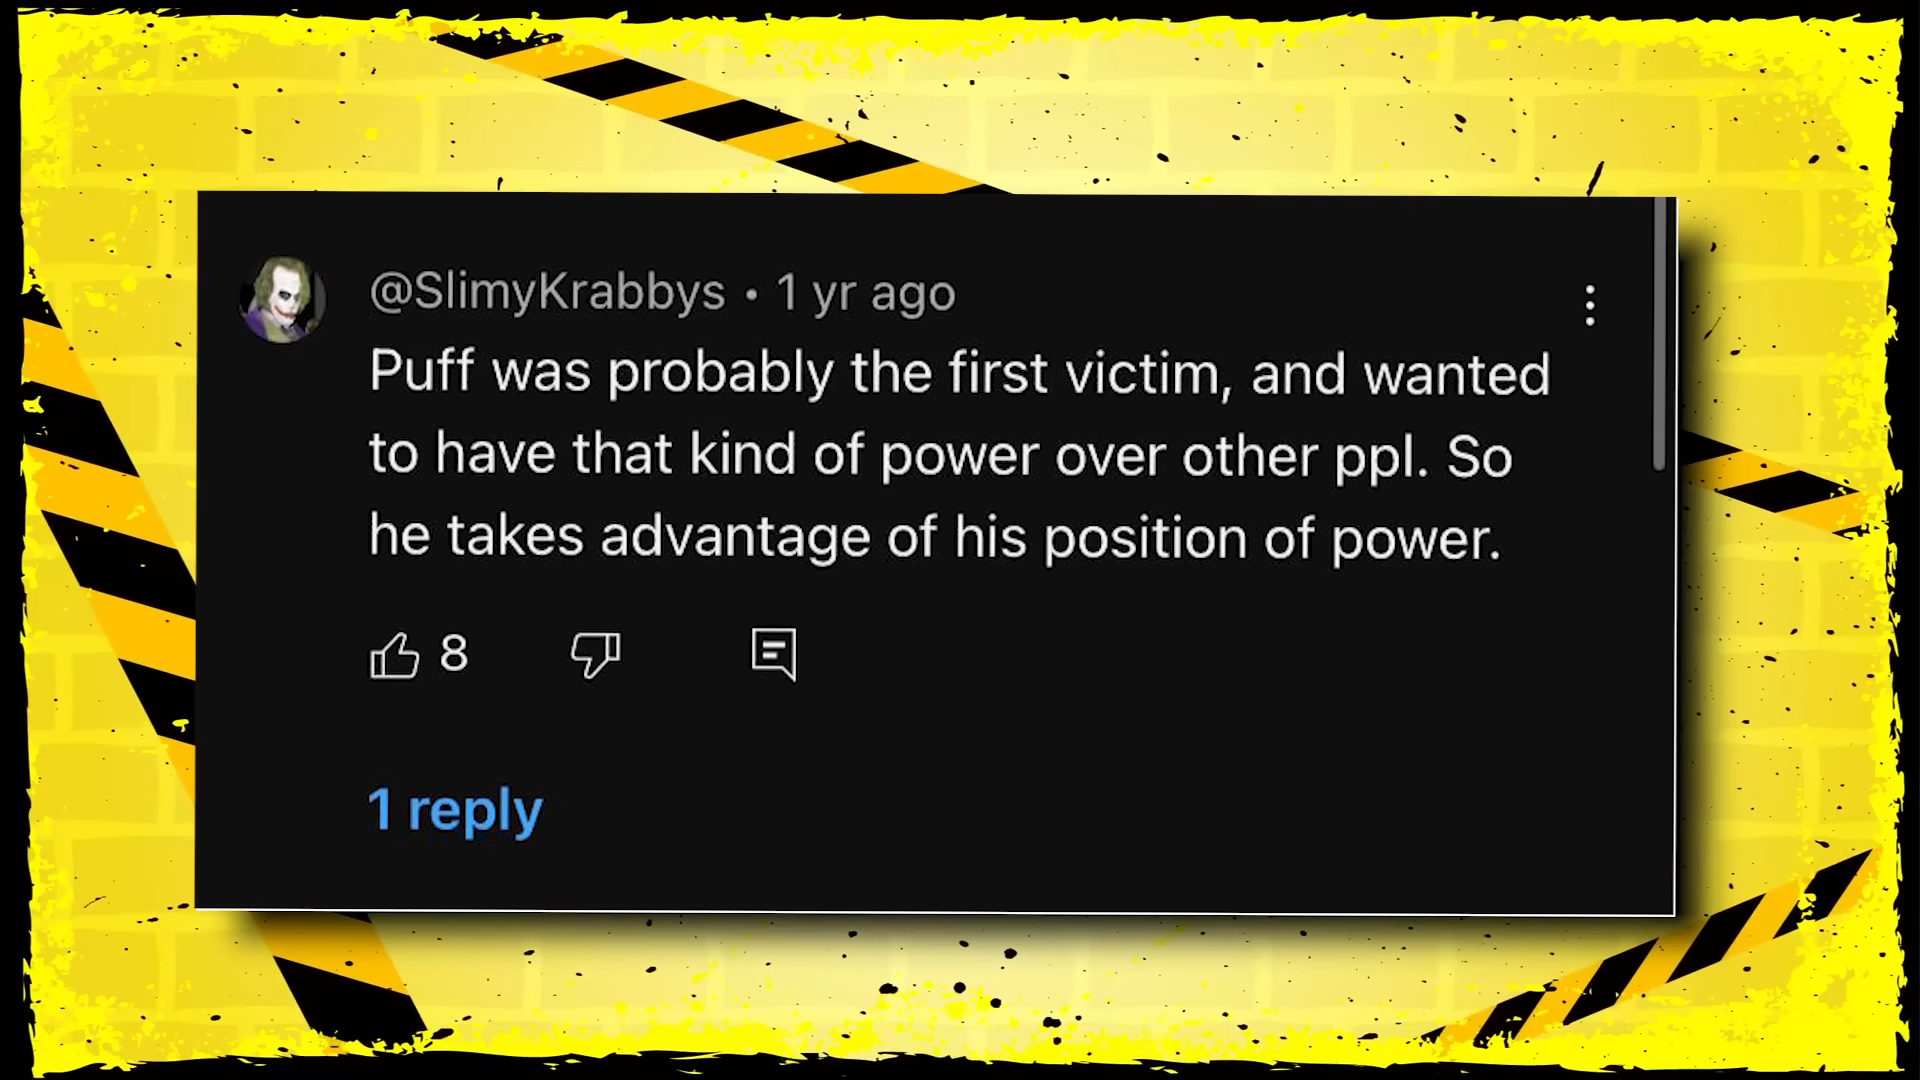 @SlimyKrabbys • 1 yr ago
Puff was probably the first victim, and wanted
to have that kind of power over other ppl. So
he takes advantage of his position of power.
8
1 reply